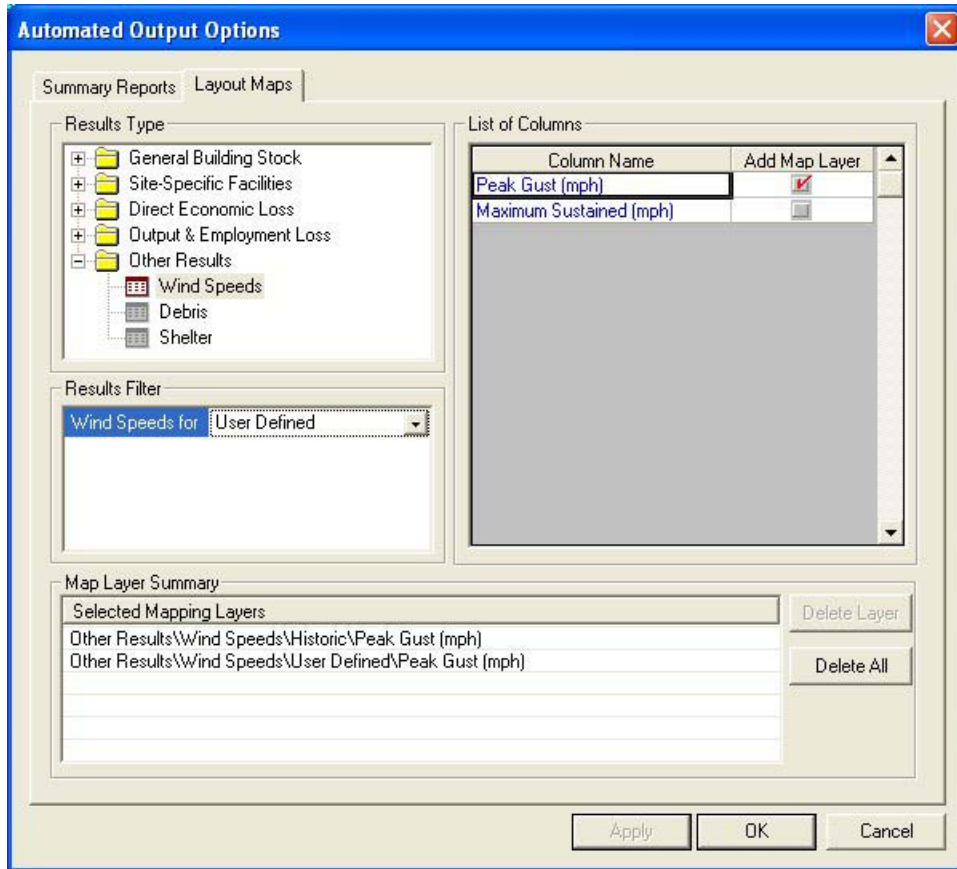 Automated Output Options
Summary Reports
Layout Maps
Results Type
General Building Stock
Site-Specific Facilities
Direct Economic Loss
Output & Employment Loss
Other Results
Wind Speeds
Debris
Shelter
List of Columns
Column Name Add Map Layer
Peak Gust (mph)
Maximum Sustained (mph)
Results Filter
Wind Speeds for User Defined
Map Layer Summary
Selected Mapping Layers
Other Results\Wind Speeds\Historic\Peak Gust (mph)
Other Results\Wind Speeds\User Defined\Peak Gust (mph)
Delete Layer
Delete All
Apply OK Cancel